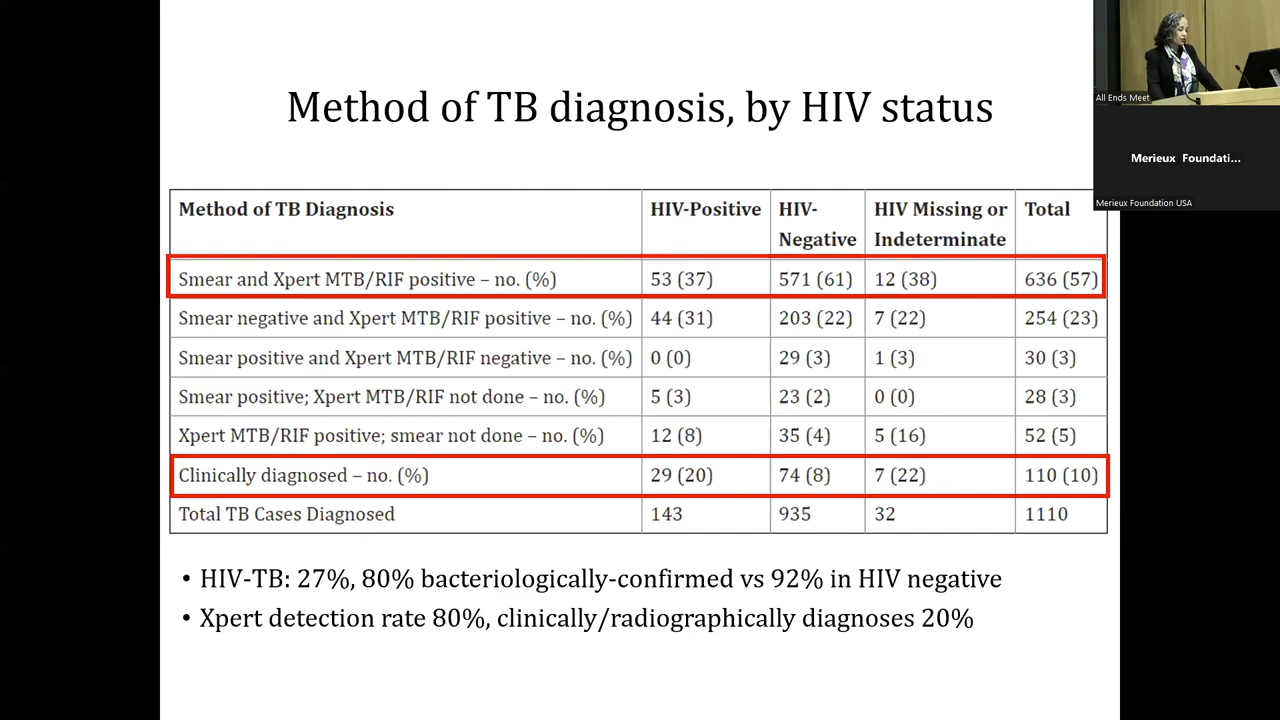 Method of TB diagnosis, by HIV status
All Ends Meet
Merieux Foundati...
Merieux Foundation USA
Method of TB Diagnosis HIV-Positive HIV-Negative HIV Missing or Indeterminate Total
Smear and Xpert MTB/RIF positive – no. (%) 53 (37) 571 (61) 12 (38) 636 (57)
Smear negative and Xpert MTB/RIF positive – no. (%) 44 (31) 203 (22) 7 (22) 254 (23)
Smear positive and Xpert MTB/RIF negative – no. (%) 0 (0) 29 (3) 1 (3) 30 (3)
Smear positive; Xpert MTB/RIF not done – no. (%) 5 (3) 23 (2) 0 (0) 28 (3)
Xpert MTB/RIF positive; smear not done – no. (%) 12 (8) 35 (4) 5 (16) 52 (5)
Clinically diagnosed – no. (%) 29 (20) 74 (8) 7 (22) 110 (10)
Total TB Cases Diagnosed 143 935 32 1110
• HIV-TB: 27%, 80% bacteriologically-confirmed vs 92% in HIV negative
• Xpert detection rate 80%, clinically/radiographically diagnoses 20%